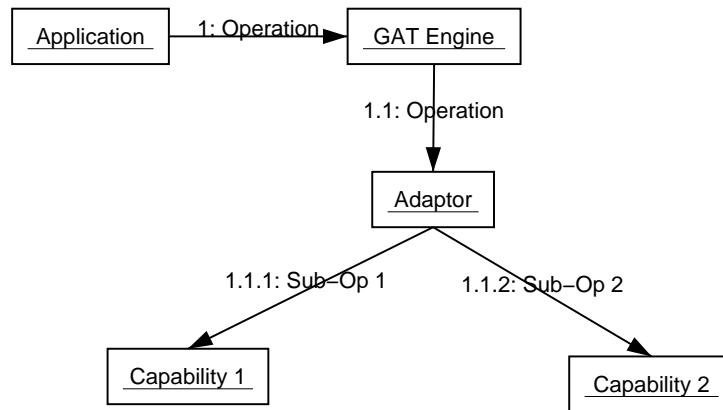 Application
1: Operation
GAT Engine
1.1: Operation
Adaptor
1.1.1: Sub−Op 1
1.1.2: Sub−Op 2
Capability 1
Capability 2